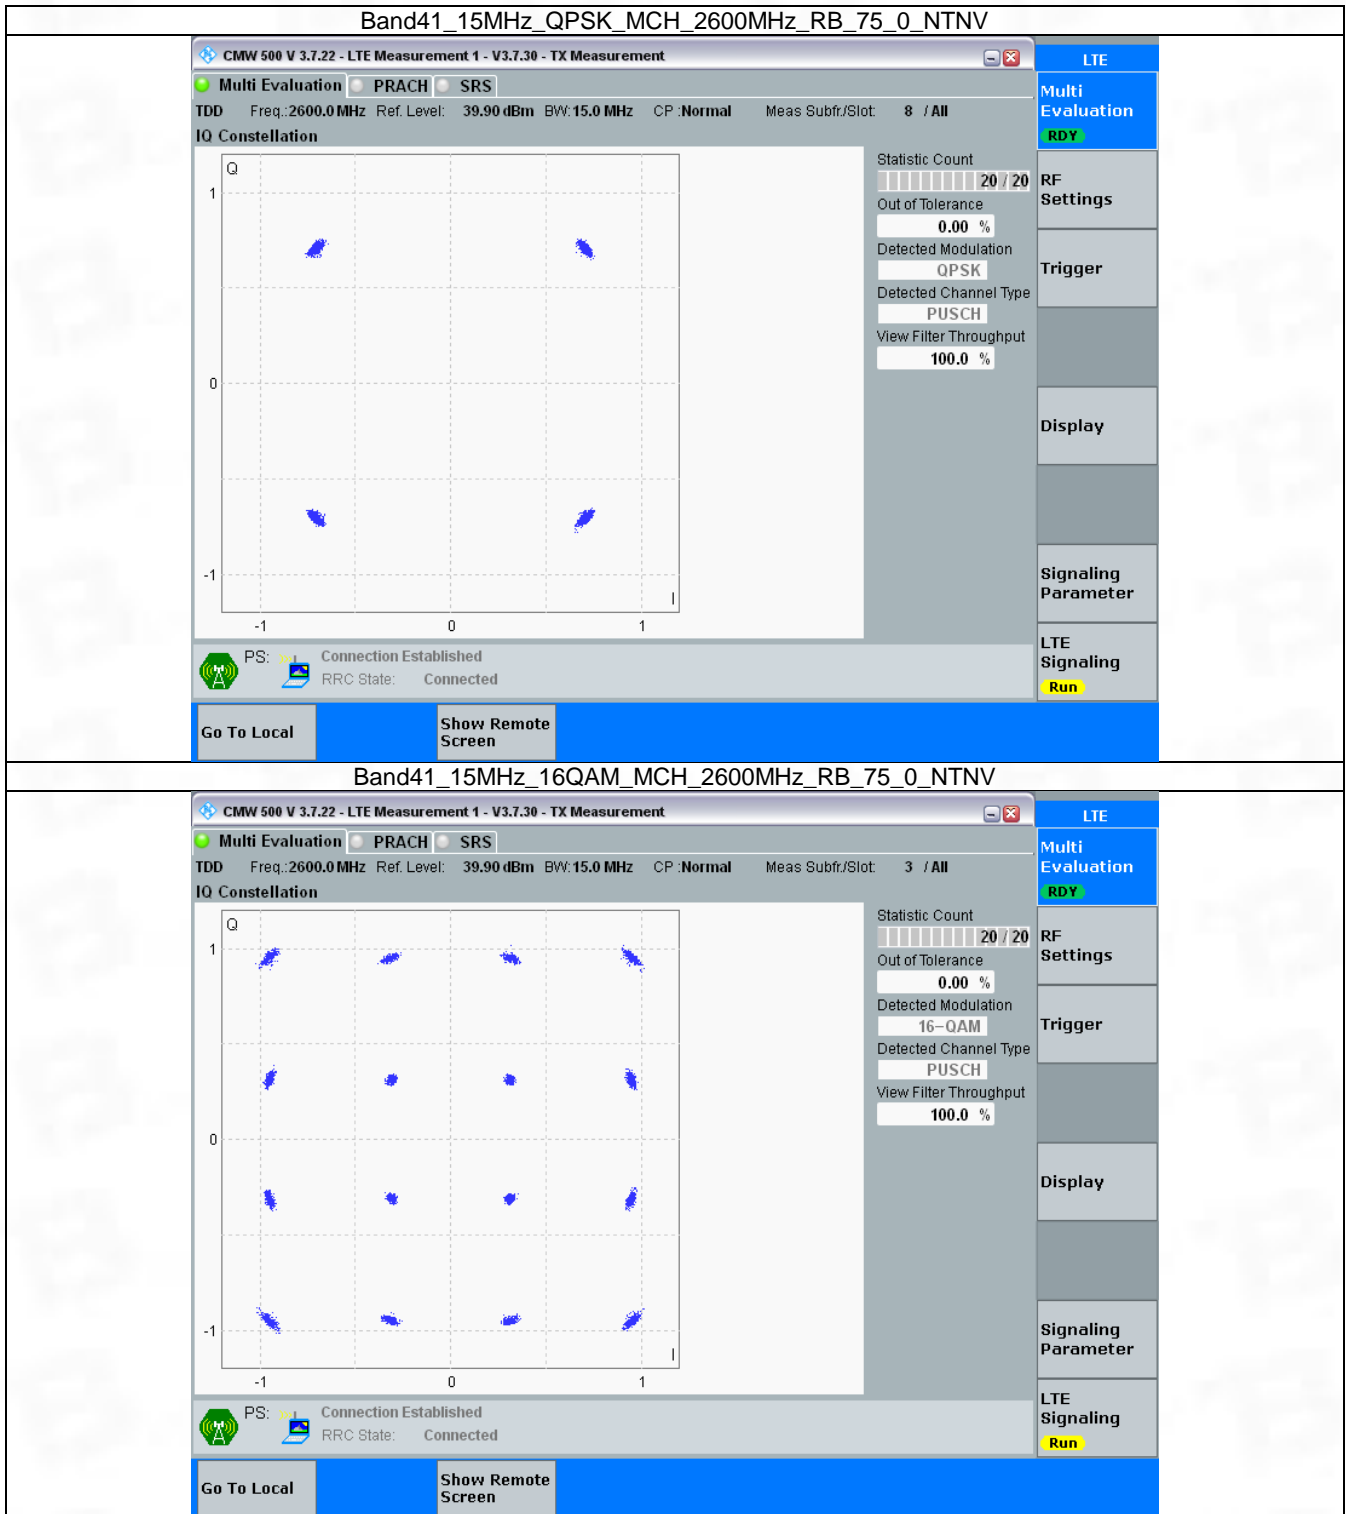 Band41_15MHz_QPSK_MCH_2600MHz_RB_75_0_NTNV
CMW 500 V 3.7.22 - LTE Measurement 1 - V3.7.30 - TX Measurement
LTE
Multi Evaluation PRACH SRS
Multi
Evaluation
RDY
TDD Freq.:2600.0 MHz Ref. Level: 39.90 dBm BW:15.0 MHz CP :Normal Meas Subfr./Slot: 8 / All
IQ Constellation
Q
1
0
-1
I
-1 0 1
Statistic Count
20 / 20
Out of Tolerance
0.00 %
Detected Modulation
QPSK
Detected Channel Type
PUSCH
View Filter Throughput
100.0 %
RF
Settings
Trigger
Display
Signaling
Parameter
LTE
Signaling
Run
PS: Connection Established
RRC State: Connected
Go To Local
Show Remote
Screen
Band41_15MHz_16QAM_MCH_2600MHz_RB_75_0_NTNV
CMW 500 V 3.7.22 - LTE Measurement 1 - V3.7.30 - TX Measurement
LTE
Multi Evaluation PRACH SRS
Multi
Evaluation
RDY
TDD Freq.:2600.0 MHz Ref. Level: 39.90 dBm BW:15.0 MHz CP :Normal Meas Subfr./Slot: 3 / All
IQ Constellation
Q
1
0
-1
I
-1 0 1
Statistic Count
20 / 20
Out of Tolerance
0.00 %
Detected Modulation
16-QAM
Detected Channel Type
PUSCH
View Filter Throughput
100.0 %
RF
Settings
Trigger
Display
Signaling
Parameter
LTE
Signaling
Run
PS: Connection Established
RRC State: Connected
Go To Local
Show Remote
Screen